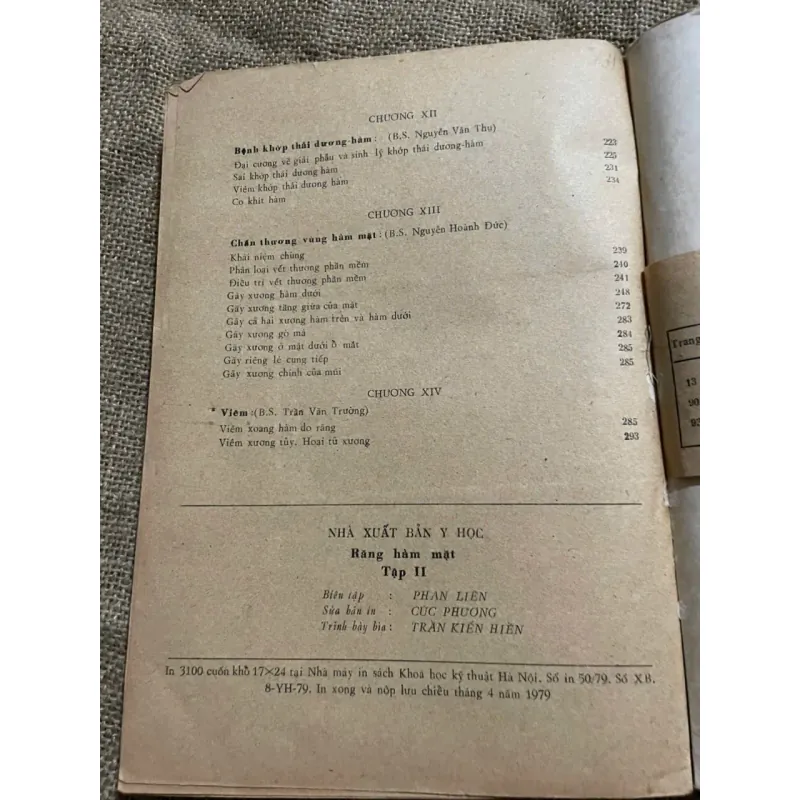 CHƯƠNG XII
Bệnh khớp thái dương-hàm : (B.S. Nguyễn Văn Thụ)
Đại cương về giải phẫu và sinh lý khớp thái dương-hàm 223
Sai khớp thái dương hàm 225
Viêm khớp thái dương hàm 231
Co khít hàm 234
CHƯƠNG XIII
Chấn thương vùng hàm mặt : (B.S. Nguyễn Hoành Đức)
Khái niệm chung 239
Phân loại vết thương phần mềm 240
Điều trị vết thương phần mềm 241
Gãy xương hàm dưới 248
Gãy xương tầng giữa của mặt 272
Gãy cả hai xương hàm trên và hàm dưới 283
Gãy xương gò má 284
Gãy xương ở mặt dưới ổ mắt 285
Gãy riêng lẻ cung tiếp 285
Gãy xương chính của mũi
CHƯƠNG XIV
* Viêm : (B.S. Trần Văn Trường)
Viêm xoang hàm do răng 285
Viêm xương tủy. Hoại tử xương 293
NHÀ XUẤT BẢN Y HỌC
Răng hàm mặt
Tập II
Biên tập : PHAN LIÊN
Sửa bản in : CÚC PHƯƠNG
Trình bày bìa : TRẦN KIẾN HIỀN
In 3100 cuốn khổ 17×24 tại Nhà máy in sách Khoa học kỹ thuật Hà Nội. Số in 50/79. Số XB.
8-YH-79. In xong và nộp lưu chiểu tháng 4 năm 1979
Trang
13
90